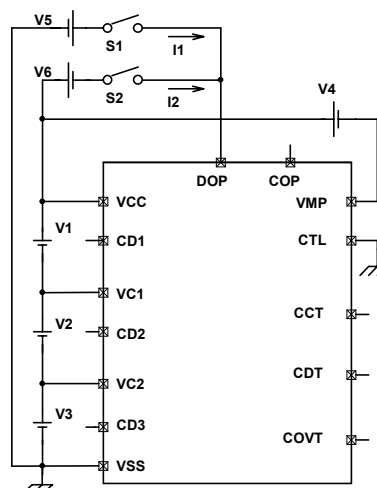 V5
S1
I1
V6
S2
I2
V4
DOP
COP
VCC
VMP
V1
CD1
CTL
VC1
CCT
V2
CD2
CDT
VC2
V3
CD3
COVT
VSS